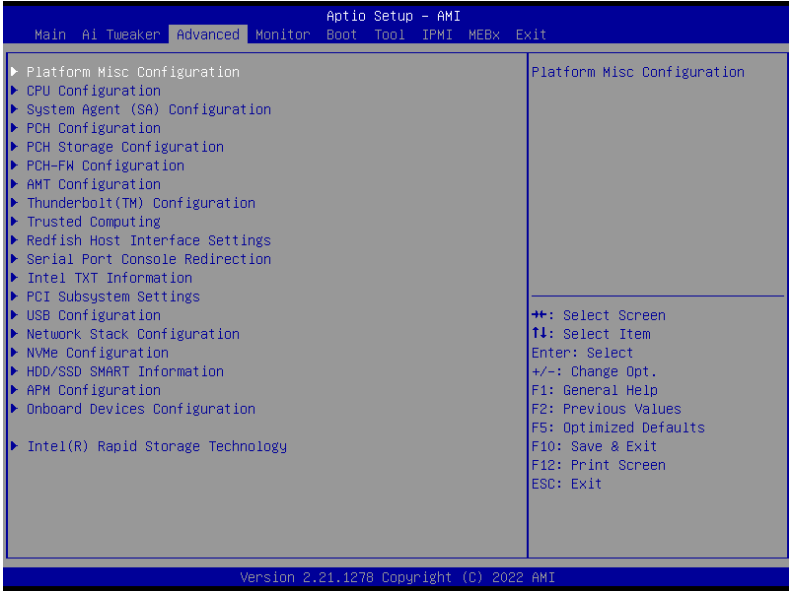 Aptio Setup – AMI
Main Ai Tweaker Advanced Monitor Boot Tool IPMI MEBx Exit
Platform Misc Configuration
CPU Configuration
System Agent (SA) Configuration
PCH Configuration
PCH Storage Configuration
PCH-FW Configuration
AMT Configuration
Thunderbolt(TM) Configuration
Trusted Computing
Redfish Host Interface Settings
Serial Port Console Redirection
Intel TXT Information
PCI Subsystem Settings
USB Configuration
Network Stack Configuration
NVMe Configuration
HDD/SSD SMART Information
APM Configuration
Onboard Devices Configuration
Intel(R) Rapid Storage Technology
Platform Misc Configuration
→←: Select Screen
↑↓: Select Item
Enter: Select
+/-: Change Opt.
F1: General Help
F2: Previous Values
F5: Optimized Defaults
F10: Save & Exit
F12: Print Screen
ESC: Exit
Version 2.21.1278 Copyright (C) 2022 AMI